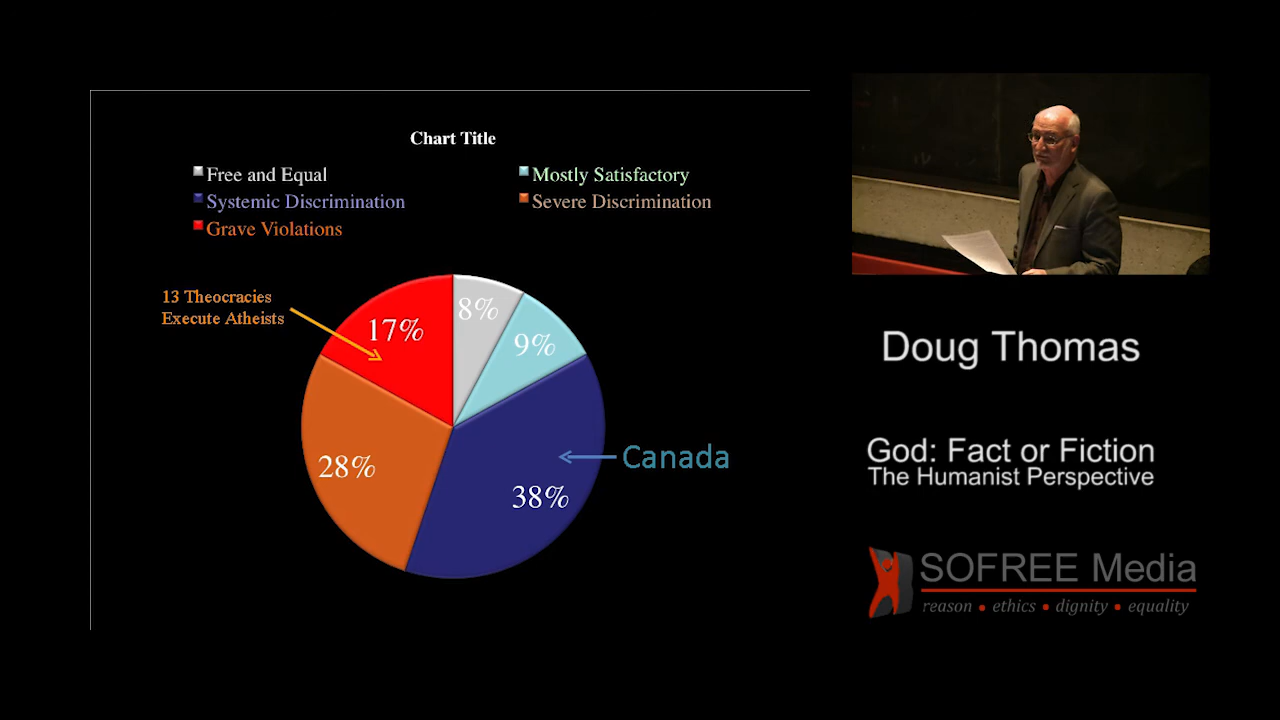 Chart Title
Free and Equal
Mostly Satisfactory
Systemic Discrimination
Severe Discrimination
Grave Violations
13 Theocracies
Execute Atheists
17%
8%
9%
28%
38%
Canada
Doug Thomas
God: Fact or Fiction
The Humanist Perspective
SOFREE Media
reason • ethics • dignity • equality